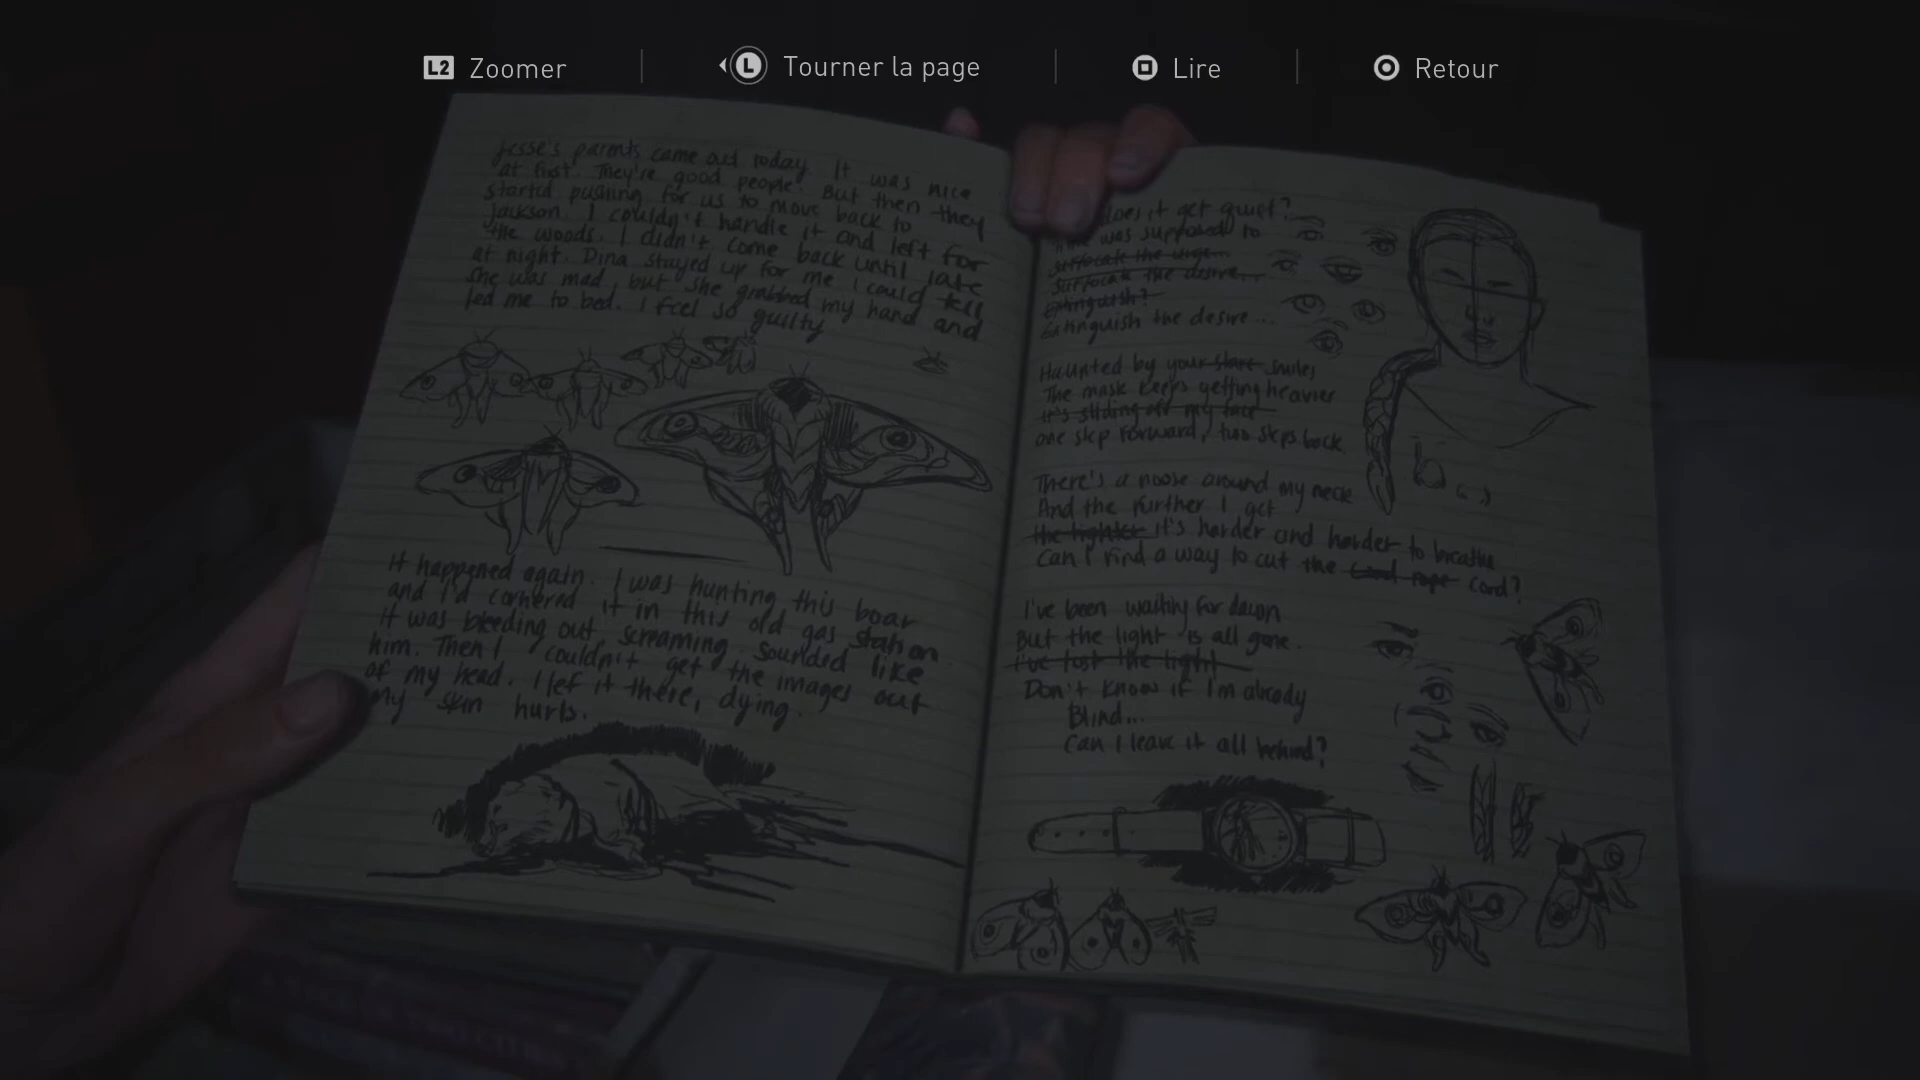 L2 Zoomer
L Tourner la page
Lire
Retour
Jesse's parents came out today. It was nice
at first. They're good people. But then they
started pushing for us to move back to
Jackson. I couldn't handle it and left for
the woods. I didn't come back until late
at night. Dina stayed up for me. I could tell
she was mad, but she grabbed my hand and
led me to bed. I feel so guilty
It happened again. I was hunting this boar
and I'd cornered it in this old gas station.
It was bleeding out, screaming. Sounded like
him. Then I couldn't get the images out
of my head. I lef it there, dying.
My skin hurts.
does it get quiet?
was supposed to
suffocate the urge...
suffocate the desire...
extinguish?
extinguish the desire...
Haunted by your stare smile,
The mask keeps getting heavier
it's sliding off my face
one step forward, two steps back
There's a noose around my neck
And the further I get
the tighter it's harder and harder to breathe
Can I find a way to cut the cord rope cord?
I've been waiting for dawn
But the light is all gone.
I've lost the light
Don't know if I'm already
Blind...
Can I leave it all behind?